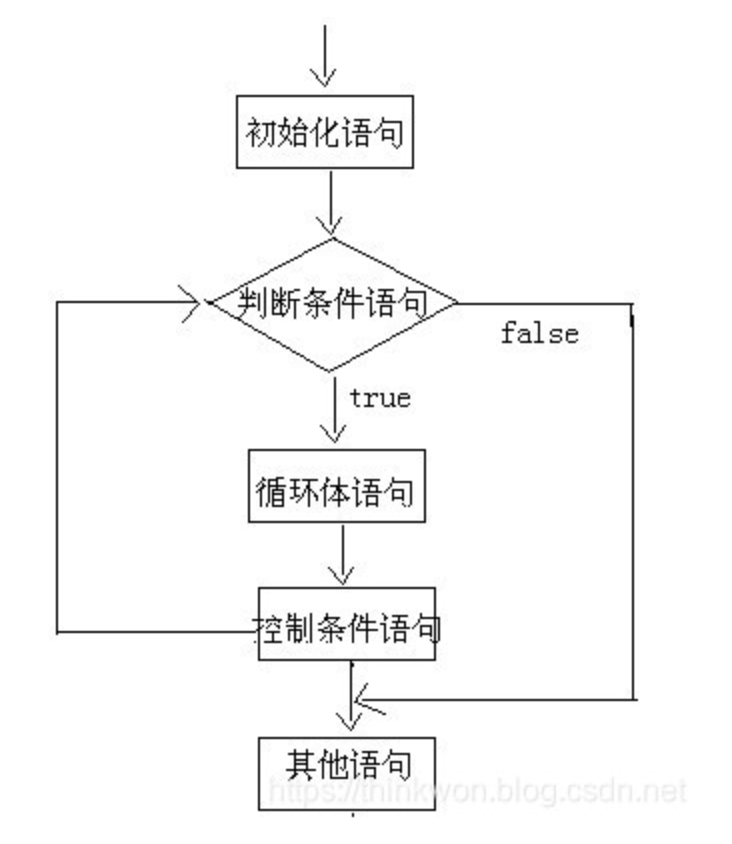 初始化语句
判断条件语句
false
true
循环体语句
控制条件语句
其他语句
https://thinkwon.blog.csdn.net